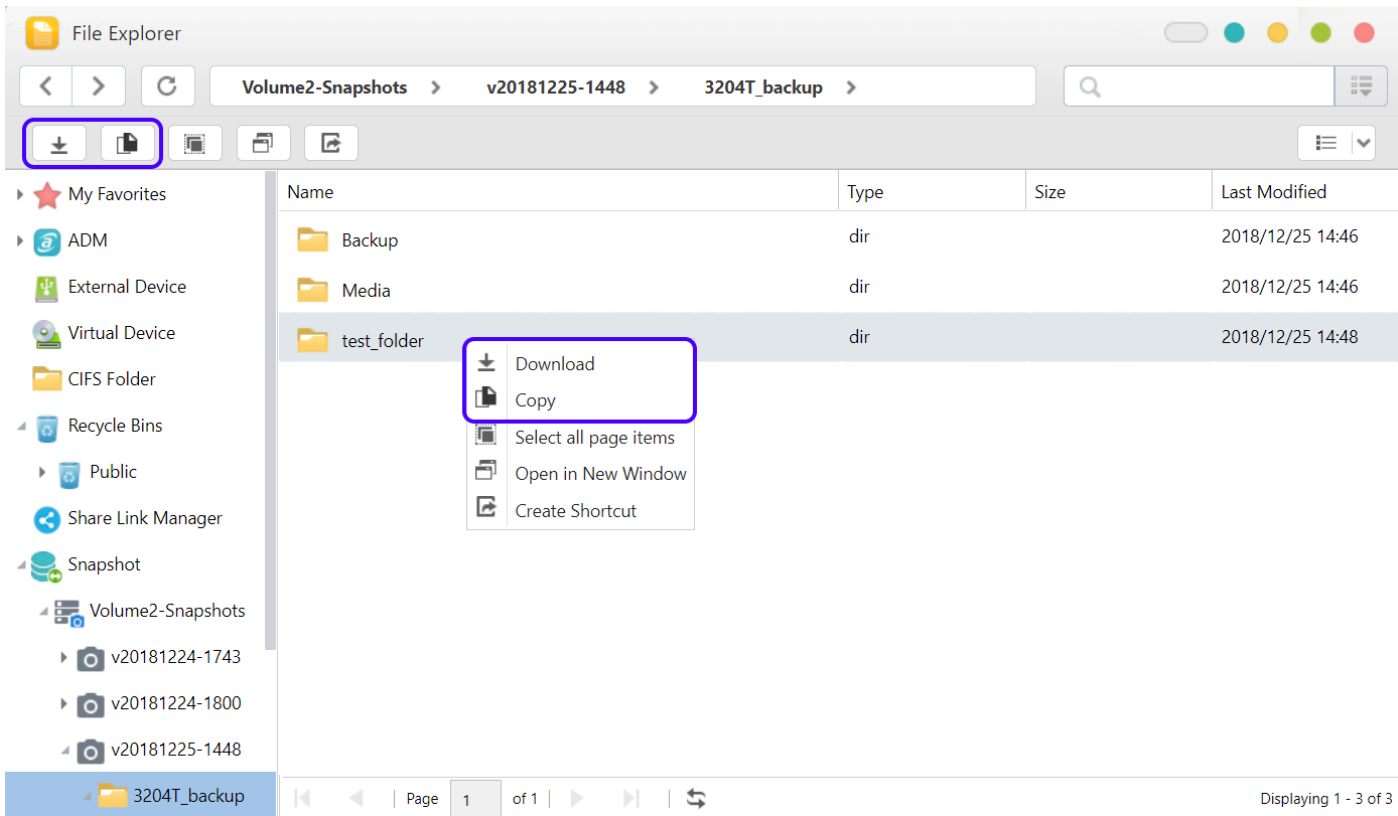 File Explorer
Volume2-Snapshots > v20181225-1448 > 3204T_backup >
My Favorites
ADM
External Device
Virtual Device
CIFS Folder
Recycle Bins
Public
Share Link Manager
Snapshot
Volume2-Snapshots
v20181224-1743
v20181224-1800
v20181225-1448
3204T_backup
Name Type Size Last Modified
Backup dir 2018/12/25 14:46
Media dir 2018/12/25 14:46
test_folder dir 2018/12/25 14:48
Download
Copy
Select all page items
Open in New Window
Create Shortcut
Page 1 of 1 Displaying 1 - 3 of 3